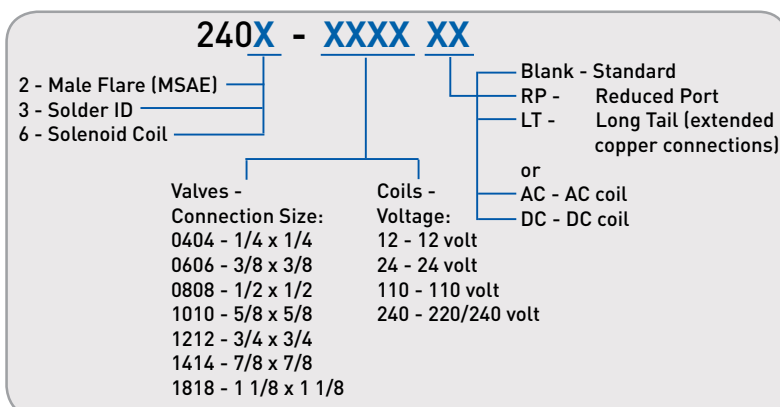 240X - XXXX XX
2 - Male Flare (MSAE)
3 - Solder ID
6 - Solenoid Coil
Blank - Standard
RP - Reduced Port
LT - Long Tail (extended
copper connections)
or
AC - AC coil
DC - DC coil
Valves -
Connection Size:
0404 - 1/4 x 1/4
0606 - 3/8 x 3/8
0808 - 1/2 x 1/2
1010 - 5/8 x 5/8
1212 - 3/4 x 3/4
1414 - 7/8 x 7/8
1818 - 1 1/8 x 1 1/8
Coils -
Voltage:
12 - 12 volt
24 - 24 volt
110 - 110 volt
240 - 220/240 volt